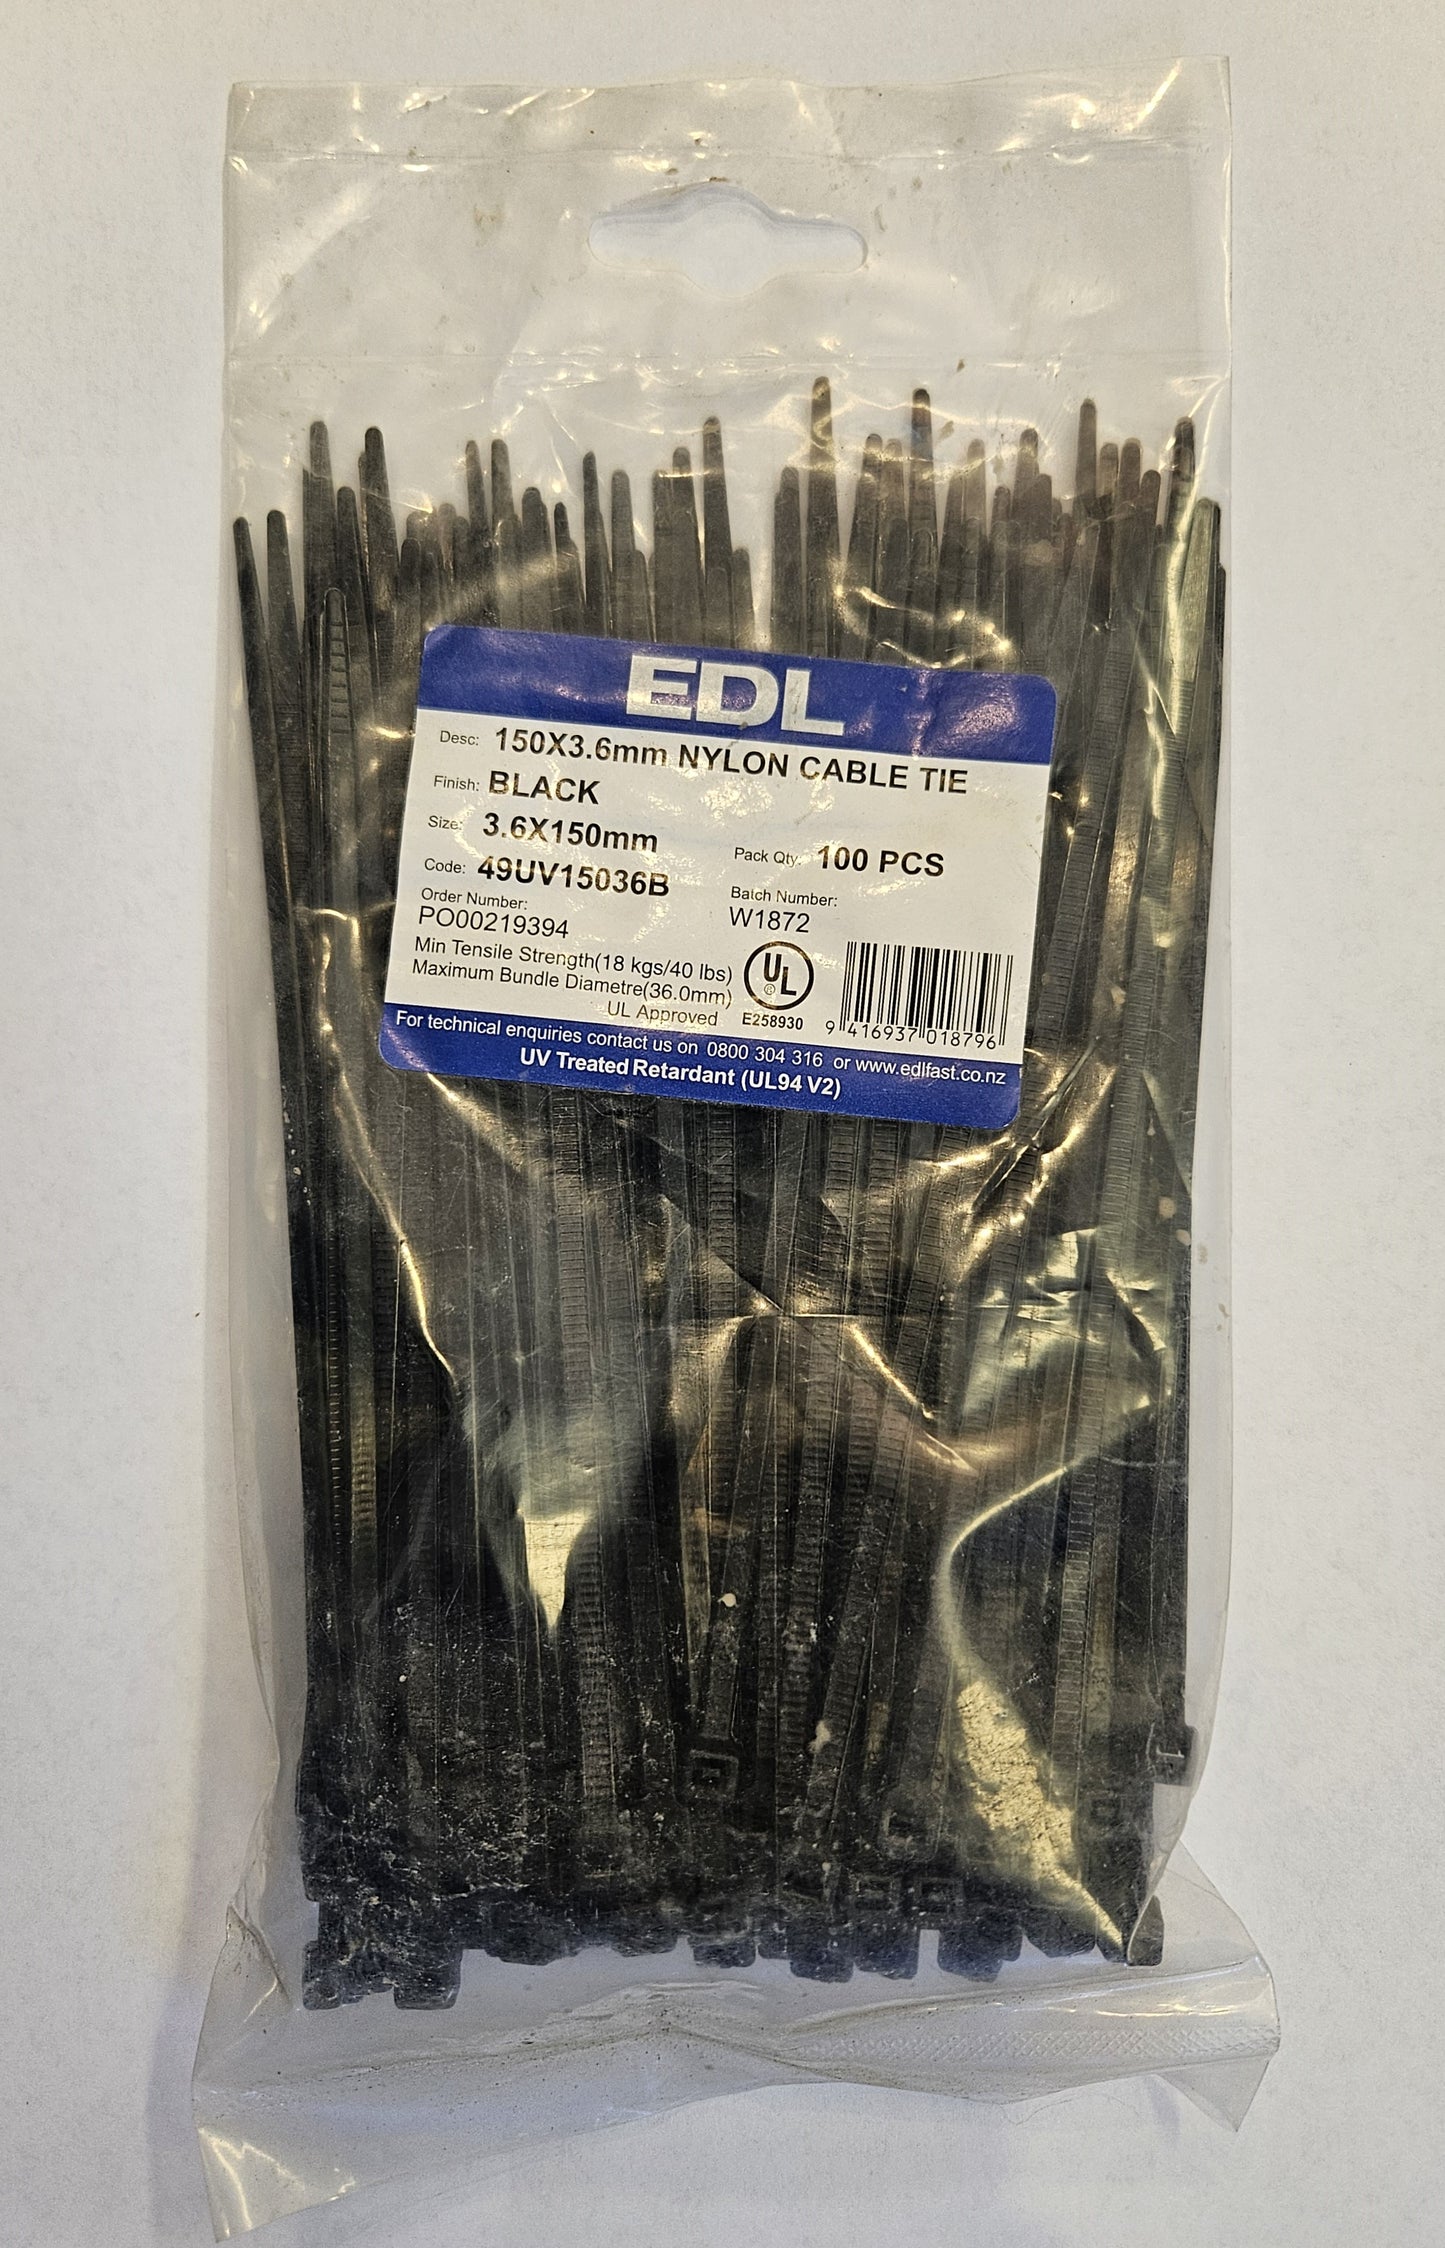 EDL
Desc: 150X3.6mm NYLON CABLE TIE
Finish: BLACK
Size: 3.6X150mm
Pack Qty: 100 PCS
Code: 49UV15036B
Order Number:
PO00219394
Batch Number:
W1872
Min Tensile Strength(18 kgs/40 lbs)
Maximum Bundle Diametre(36.0mm)
UL Approved
UL ®
E258930
9 416937 018796
For technical enquiries contact us on 0800 304 316 or www.edlfast.co.nz
UV Treated Retardant (UL94 V2)